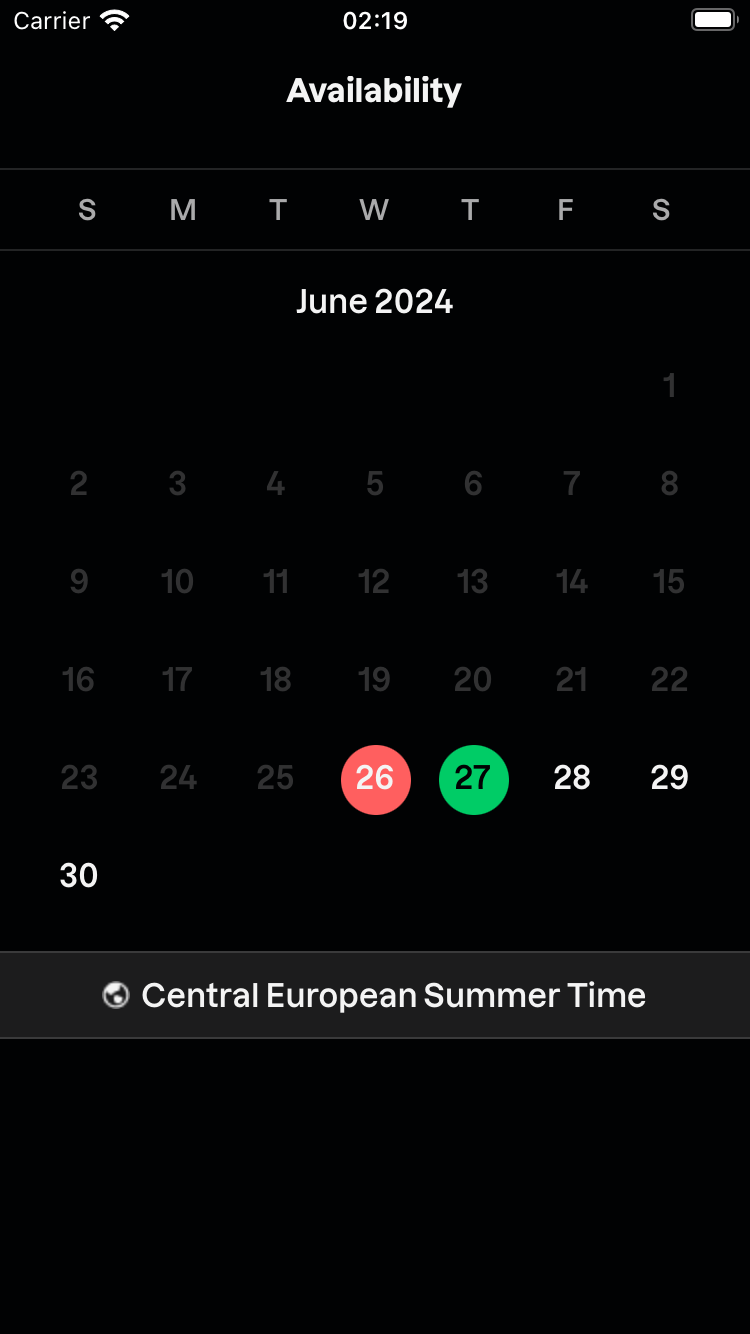 Carrier 02:19
Availability
S M T W T F S
June 2024
1
2 3 4 5 6 7 8
9 10 11 12 13 14 15
16 17 18 19 20 21 22
23 24 25 26 27 28 29
30
Central European Summer Time